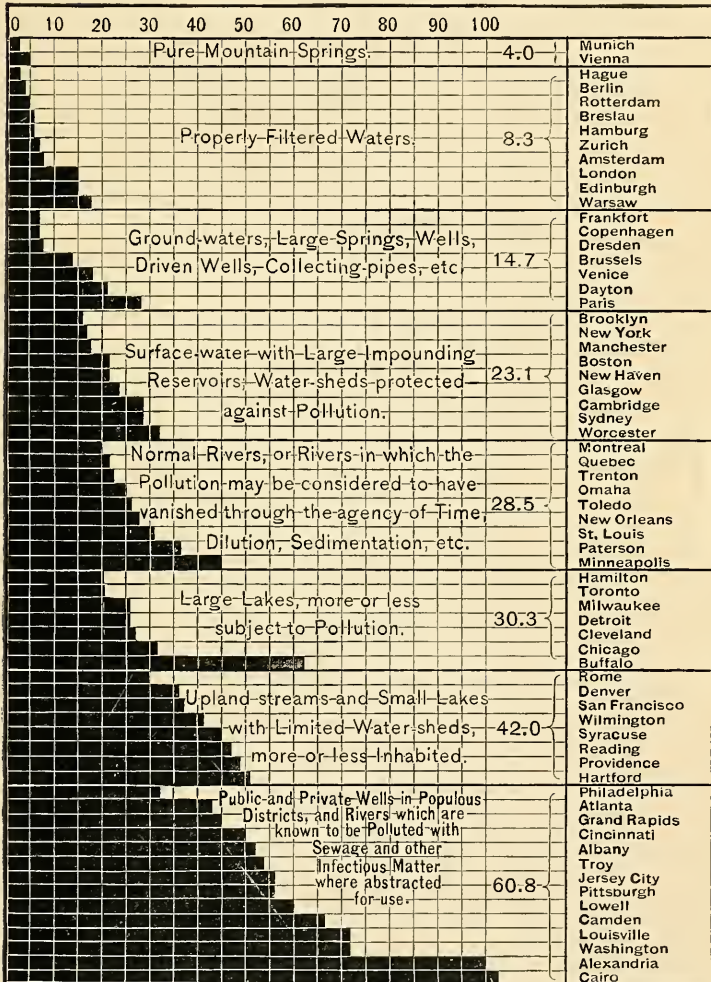 0 10 20 30 40 50 60 70 80 90 100
Pure Mountain Springs. 4.0
Munich
Vienna
Properly Filtered Waters. 8.3
Hague
Berlin
Rotterdam
Breslau
Hamburg
Zurich
Amsterdam
London
Edinburgh
Warsaw
Ground-waters, Large Springs, Wells,
Driven Wells, Collecting-pipes, etc. 14.7
Frankfort
Copenhagen
Dresden
Brussels
Venice
Dayton
Paris
Surface-water with Large Impounding
Reservoirs; Water-sheds protected 23.1
against Pollution.
Brooklyn
New York
Manchester
Boston
New Haven
Glasgow
Cambridge
Sydney
Worcester
Normal Rivers, or Rivers in which the
Pollution may be considered to have
vanished through the agency of Time, 28.5
Dilution, Sedimentation, etc.
Montreal
Quebec
Trenton
Omaha
Toledo
New Orleans
St. Louis
Paterson
Minneapolis
Large Lakes, more or less
subject to Pollution. 30.3
Hamilton
Toronto
Milwaukee
Detroit
Cleveland
Chicago
Buffalo
Upland streams and Small Lakes
with Limited Water-sheds, 42.0
more or less Inhabited.
Rome
Denver
San Francisco
Wilmington
Syracuse
Reading
Providence
Hartford
Public and Private Wells in Populous
Districts, and Rivers which are
known to be Polluted with
Sewage and other
Infectious Matter
where abstracted 60.8
for use.
Philadelphia
Atlanta
Grand Rapids
Cincinnati
Albany
Troy
Jersey City
Pittsburgh
Lowell
Camden
Louisville
Washington
Alexandria
Cairo